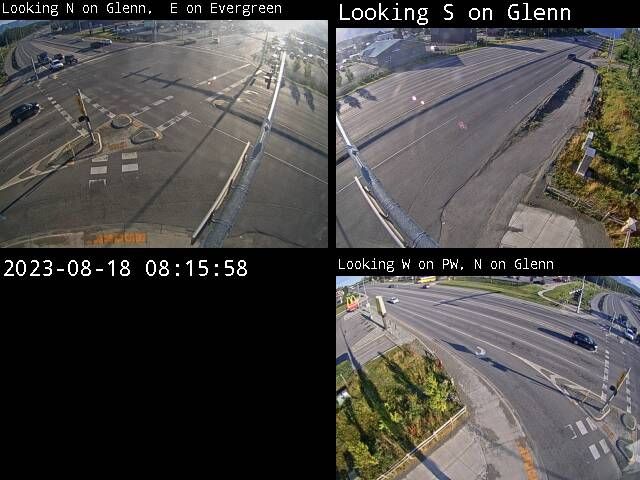 Looking N on Glenn,  E on Evergreen
Looking S on Glenn
2023-08-18 08:15:58
Looking W on PW, N on Glenn